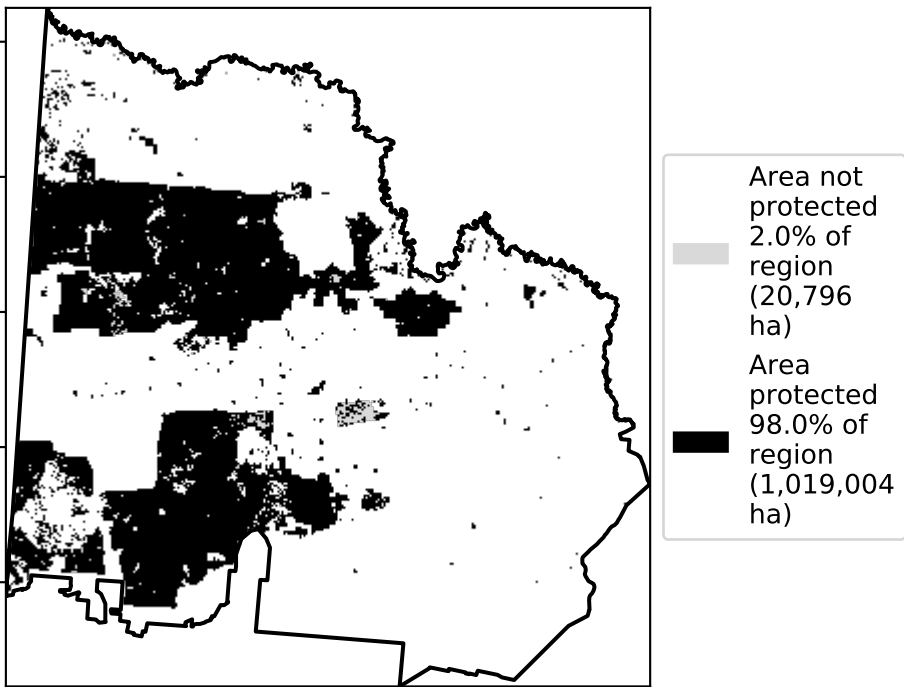 Area not
protected
2.0% of
region
(20,796
ha)
Area
protected
98.0% of
region
(1,019,004
ha)